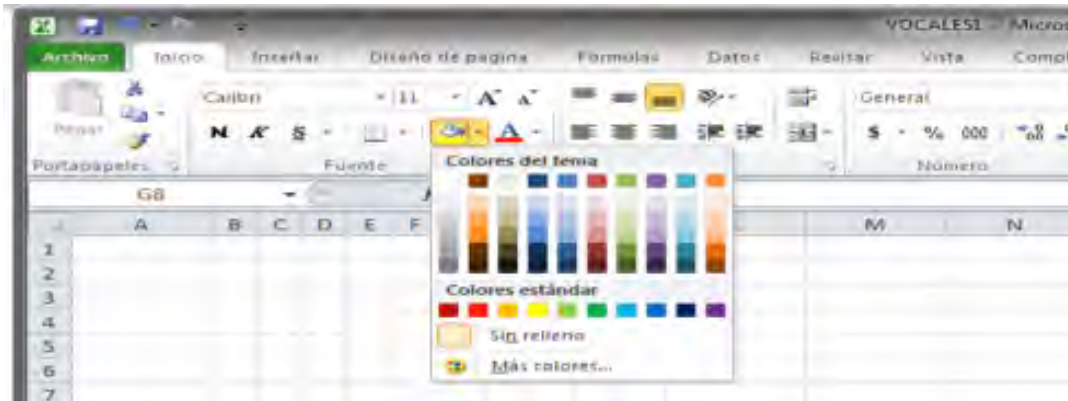 VOCALES1 - Micros
Archivo Inicio Insertar Diseño de página Fórmulas Datos Revisar Vista Compl
Pegar
Calibri 11 A A General
N K S A $ % 000
Portapapeles Fuente Número
G8
Colores del tema
A B C D E F M N
1
2
3
4
5
6
7
Colores estándar
Sin relleno
Más colores...